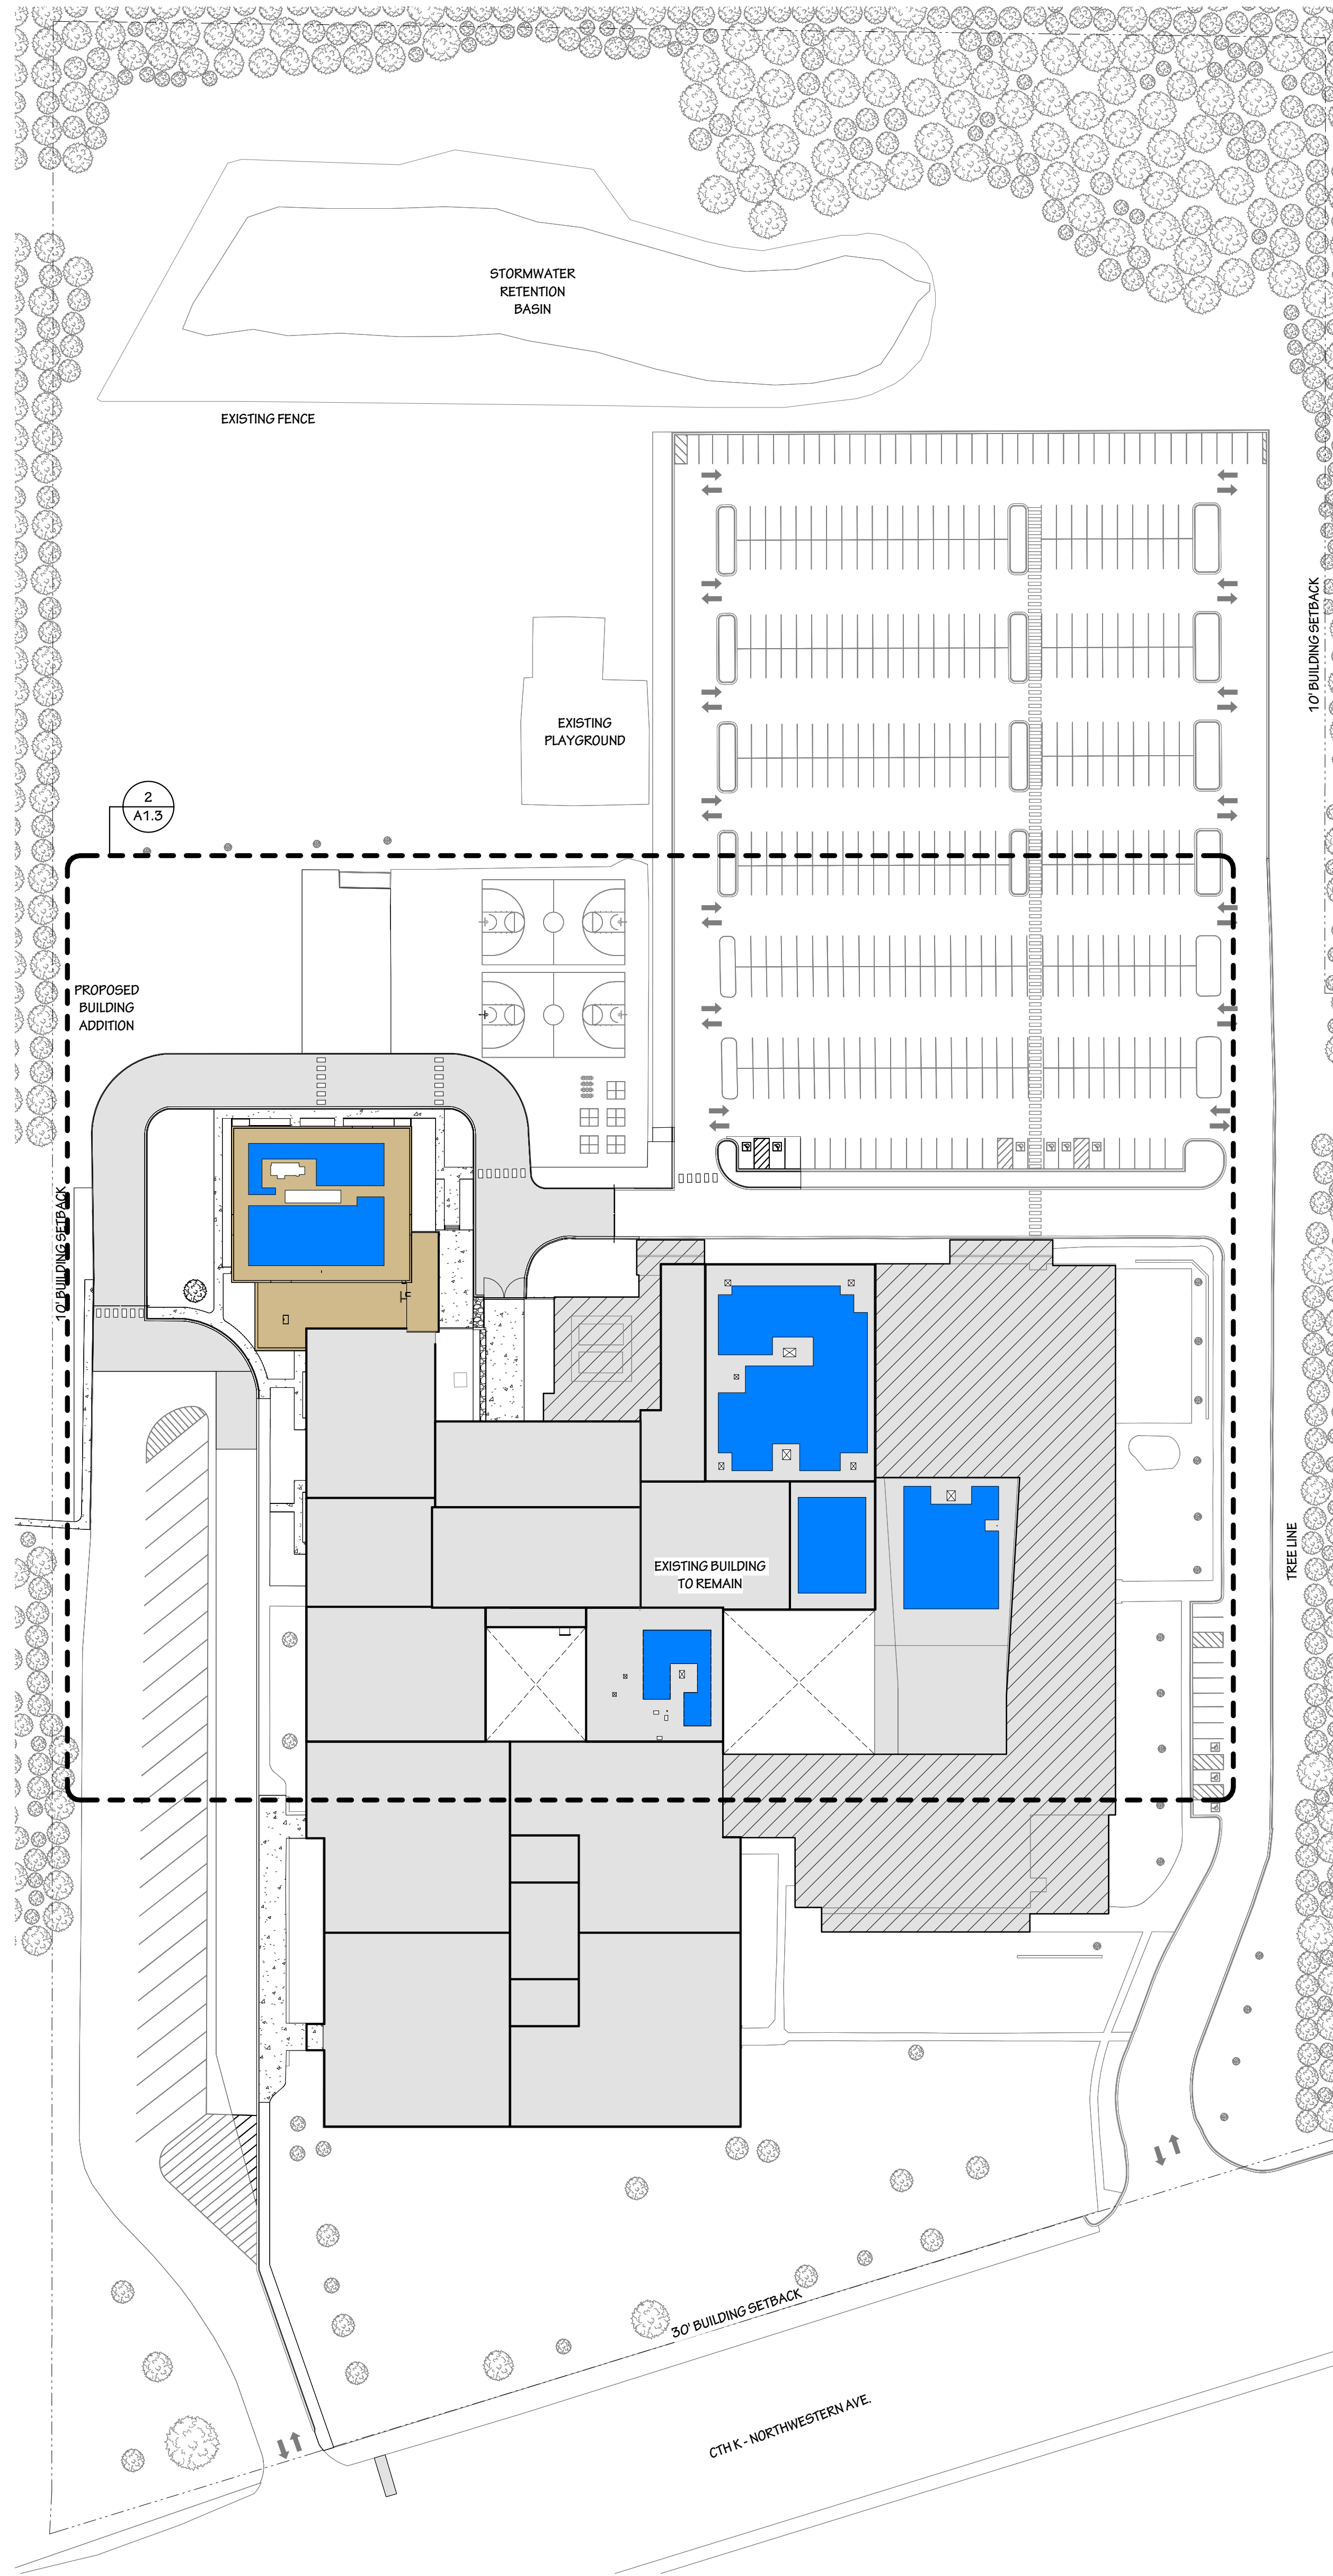 STORMWATER
RETENTION
BASIN
EXISTING FENCE
10' BUILDING SETBACK
EXISTING
PLAYGROUND
2
A1.3
PROPOSED
BUILDING
ADDITION
10' BUILDING SETBACK
EXISTING BUILDING
TO REMAIN
TREE LINE
30' BUILDING SETBACK
CTH K - NORTHWESTERN AVE.